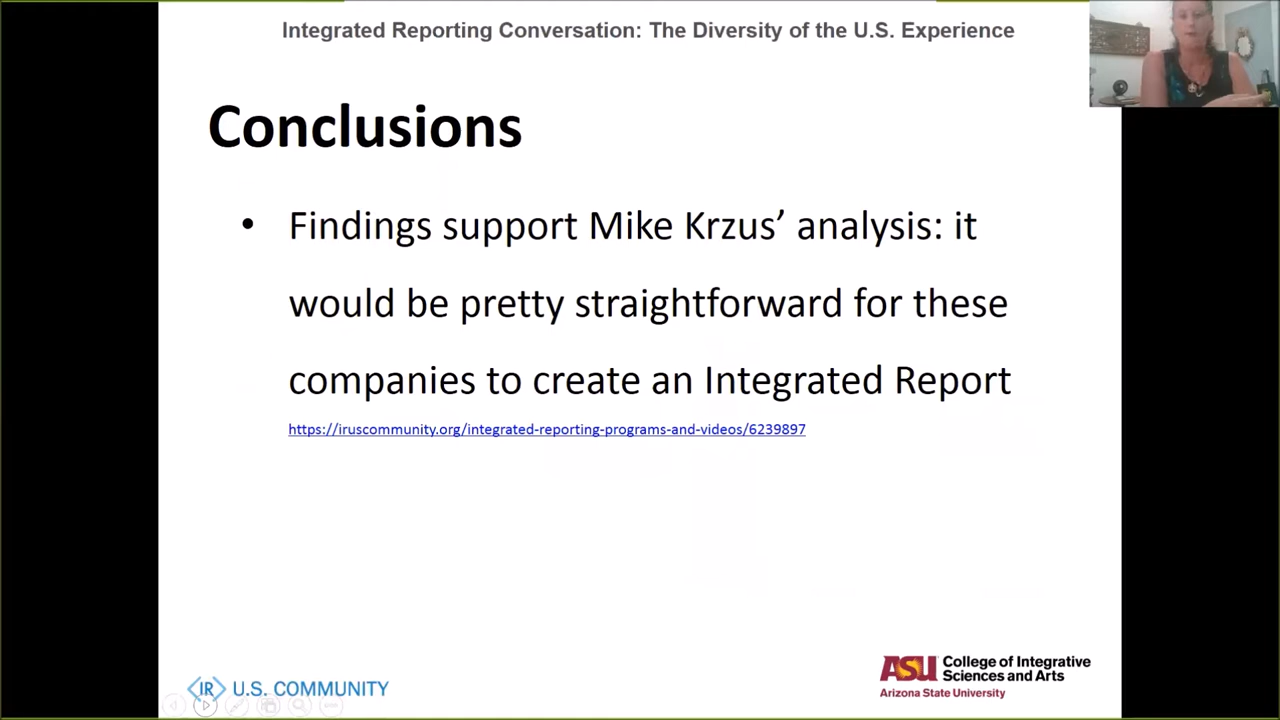 Integrated Reporting Conversation: The Diversity of the U.S. Experience
Conclusions
• Findings support Mike Krzus’ analysis: it
would be pretty straightforward for these
companies to create an Integrated Report
https://iruscommunity.org/integrated-reporting-programs-and-videos/6239897
IR U.S. COMMUNITY
ASU College of Integrative
Sciences and Arts
Arizona State University